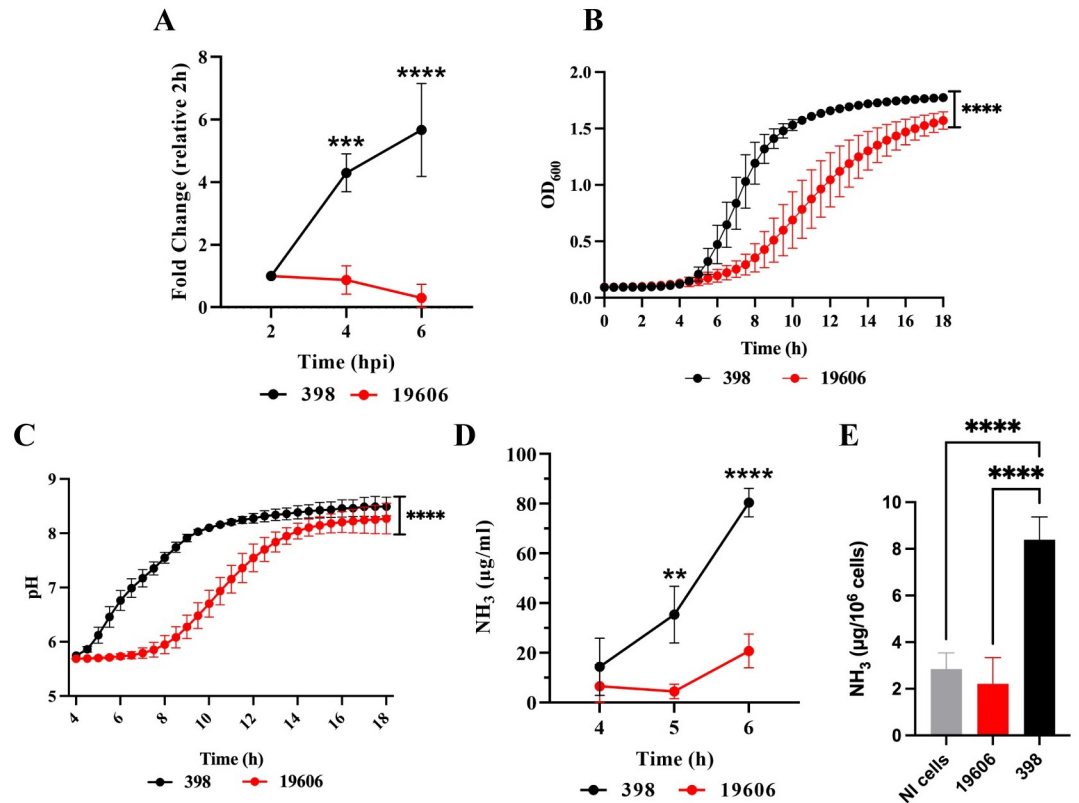 A
Fold Change (relative 2h)
8
6
4
2
0
***
****
2 4 6
Time (hpi)
398 19606
B
OD600
2.0
1.5
1.0
0.5
0.0
****
0 2 4 6 8 10 12 14 16 18
Time (h)
398 19606
C
pH
9
8
7
6
5
****
4 6 8 10 12 14 16 18
Time (h)
398 19606
D
NH3 (µg/ml)
100
80
60
40
20
0
**
****
4 5 6
Time (h)
398 19606
E
****
****
NH3 (µg/10⁶ cells)
10
8
6
4
2
0
NI cells
19606
398